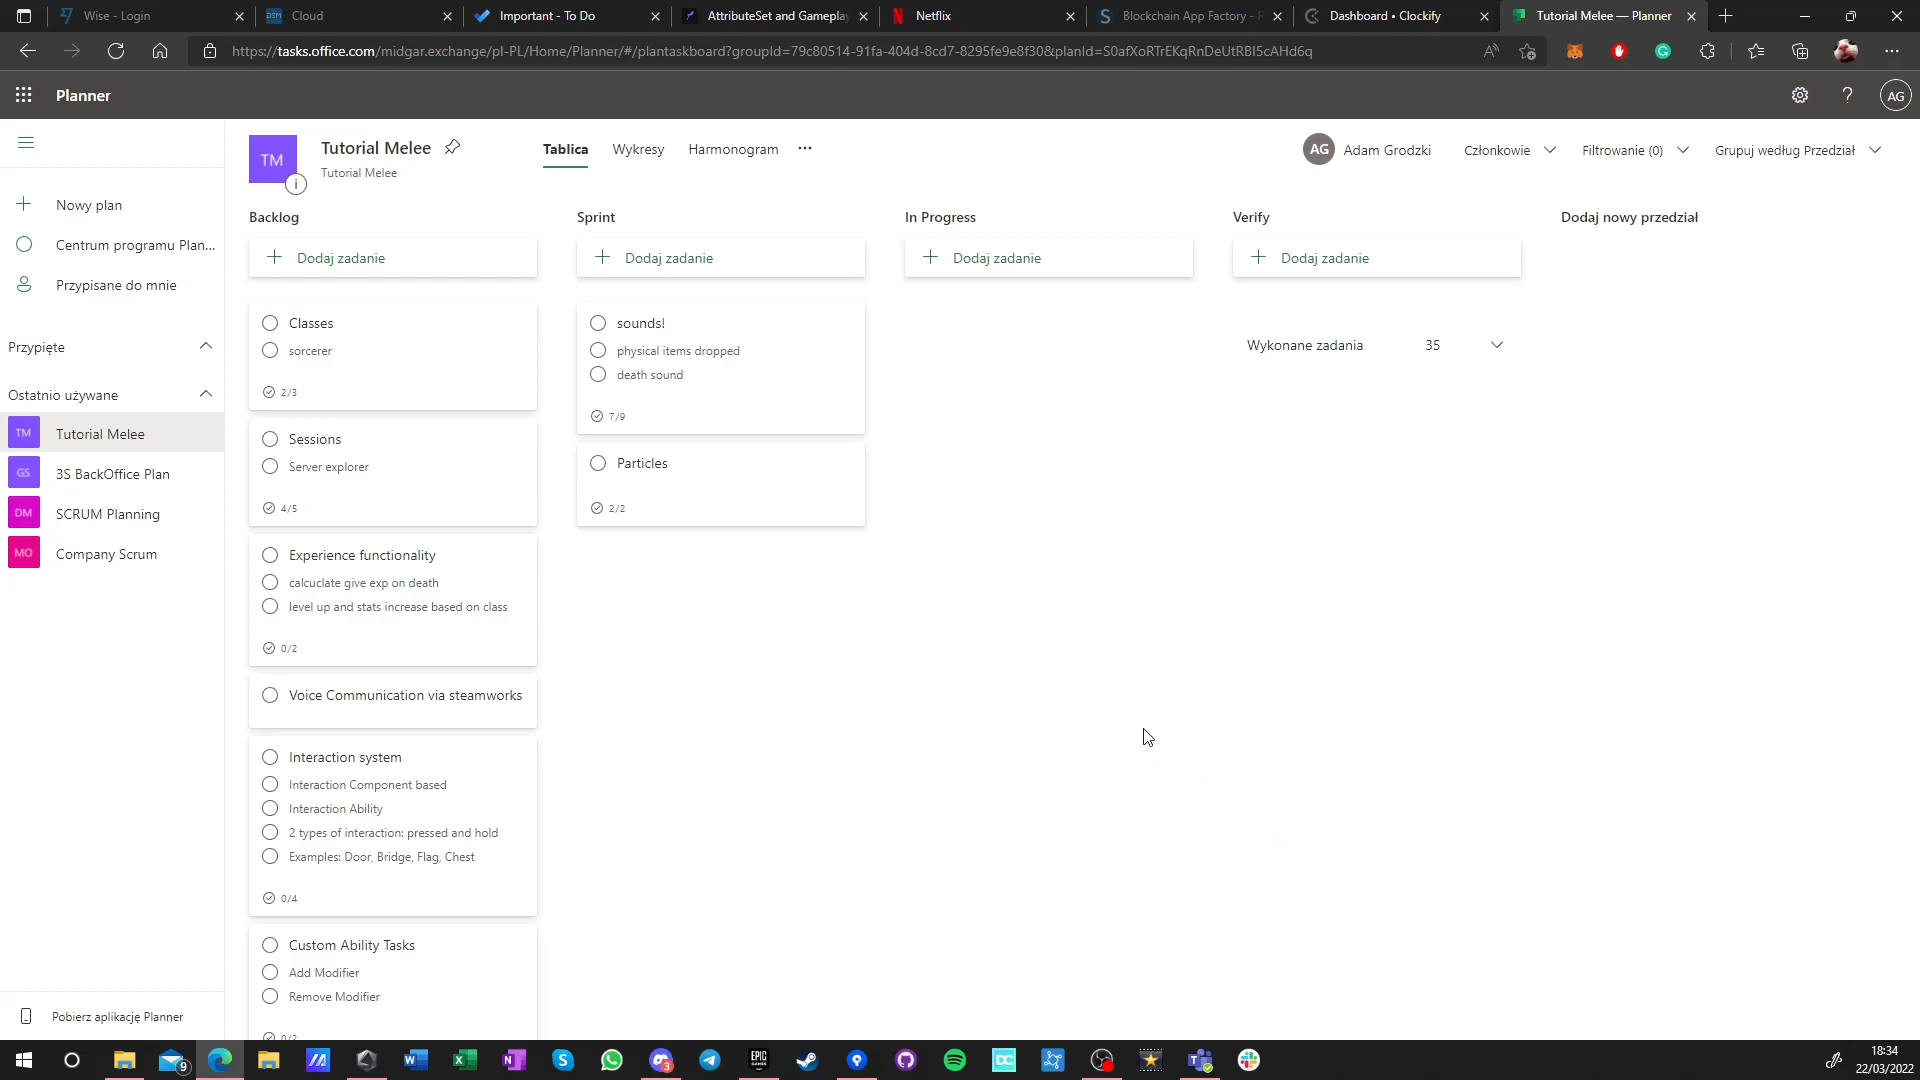 Wise - Login
Cloud
Important - To Do
AttributeSet and Gameplay
Netflix
Blockchain App Factory -
Dashboard • Clockify
Tutorial Melee — Planner
https://tasks.office.com/midgar.exchange/pl-PL/Home/Planner/#/plantaskboard?groupId=79c80514-91fa-404d-8cd7-8295fe9e8f30&planId=S0afXoRTrEKqRnDeUtRBI5cAHd6q
Planner
AG
TM
Tutorial Melee
Tutorial Melee
Tablica
Wykresy
Harmonogram
AG
Adam Grodzki
Członkowie
Filtrowanie (0)
Grupuj według Przedział
Nowy plan
Centrum programu Plan...
Przypisane do mnie
Przypięte
Ostatnio używane
TM
Tutorial Melee
GS
3S BackOffice Plan
DM
SCRUM Planning
MO
Company Scrum
Pobierz aplikację Planner
Backlog
Dodaj zadanie
Classes
sorcerer
2/3
Sessions
Server explorer
4/5
Experience functionality
calcuclate give exp on death
level up and stats increase based on class
0/2
Voice Communication via steamworks
Interaction system
Interaction Component based
Interaction Ability
2 types of interaction: pressed and hold
Examples: Door, Bridge, Flag, Chest
0/4
Custom Ability Tasks
Add Modifier
Remove Modifier
0/2
Sprint
Dodaj zadanie
sounds!
physical items dropped
death sound
7/9
Particles
2/2
In Progress
Dodaj zadanie
Verify
Dodaj zadanie
Wykonane zadania
35
Dodaj nowy przedział
9
3
EPIC
GAMES
DC
18:34
22/03/2022